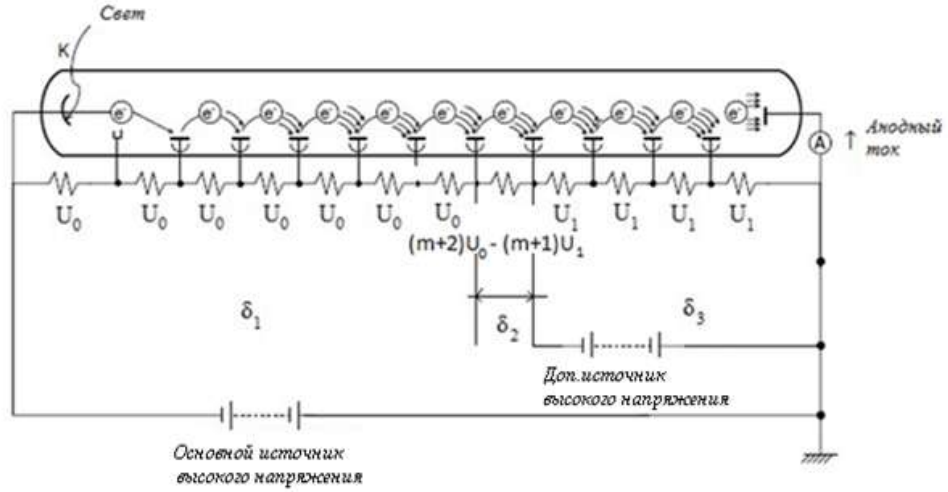 Свет
K
e⁻ e⁻ e⁻ e⁻ e⁻ e⁻ e⁻ e⁻ e⁻ e⁻
A
↑ Анодный
ток
U₀ U₀ U₀ U₀ U₀ U₀ U₀ U₁ U₁ U₁ U₁
(m+2)U₀ - (m+1)U₁
δ₁ δ₂ δ₃
Доп.источник
высокого напряжения
Основной источник
высокого напряжения